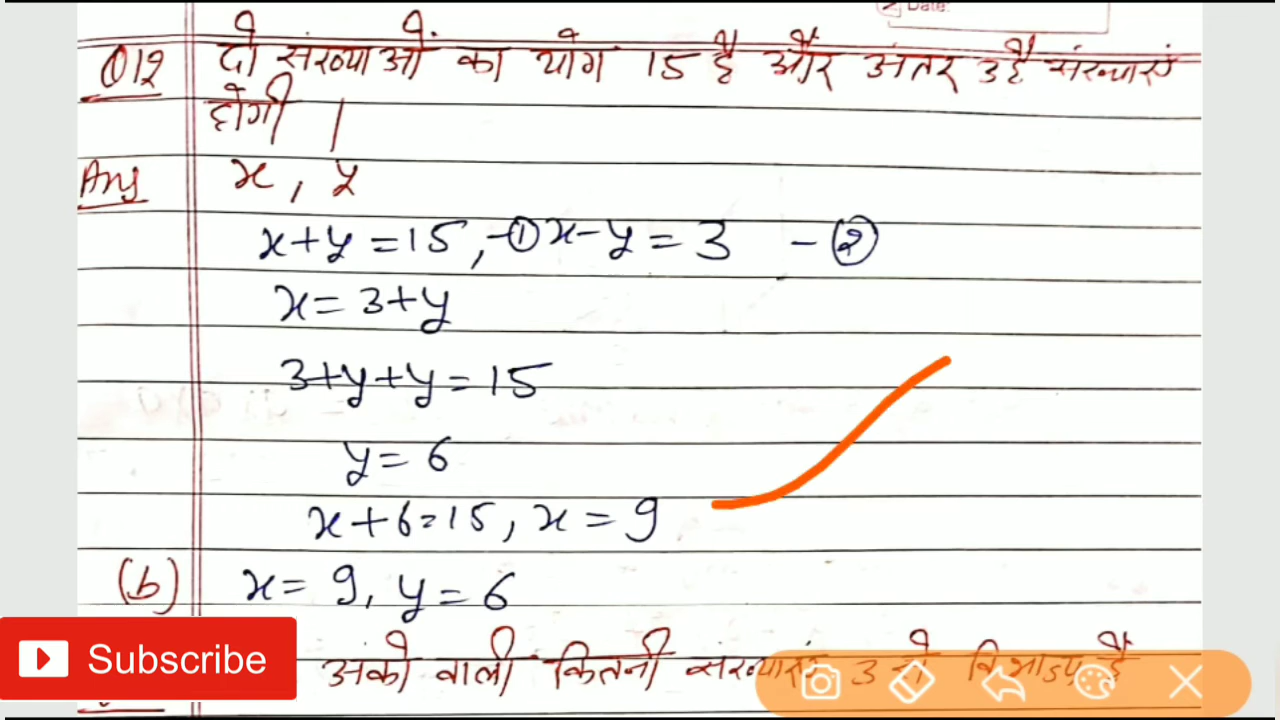 Date:
Q12 दो संख्याओं का योग 15 है और अंतर 3 है संख्याएं
होगी |
Ans x, y
x+y=15, -① x-y=3 -②
x=3+y
3+y+y=15
y=6
x+6=15, x=9
(b) x=9, y=6
अंको वाली कितनी संख्याएं 3 से है
Subscribe